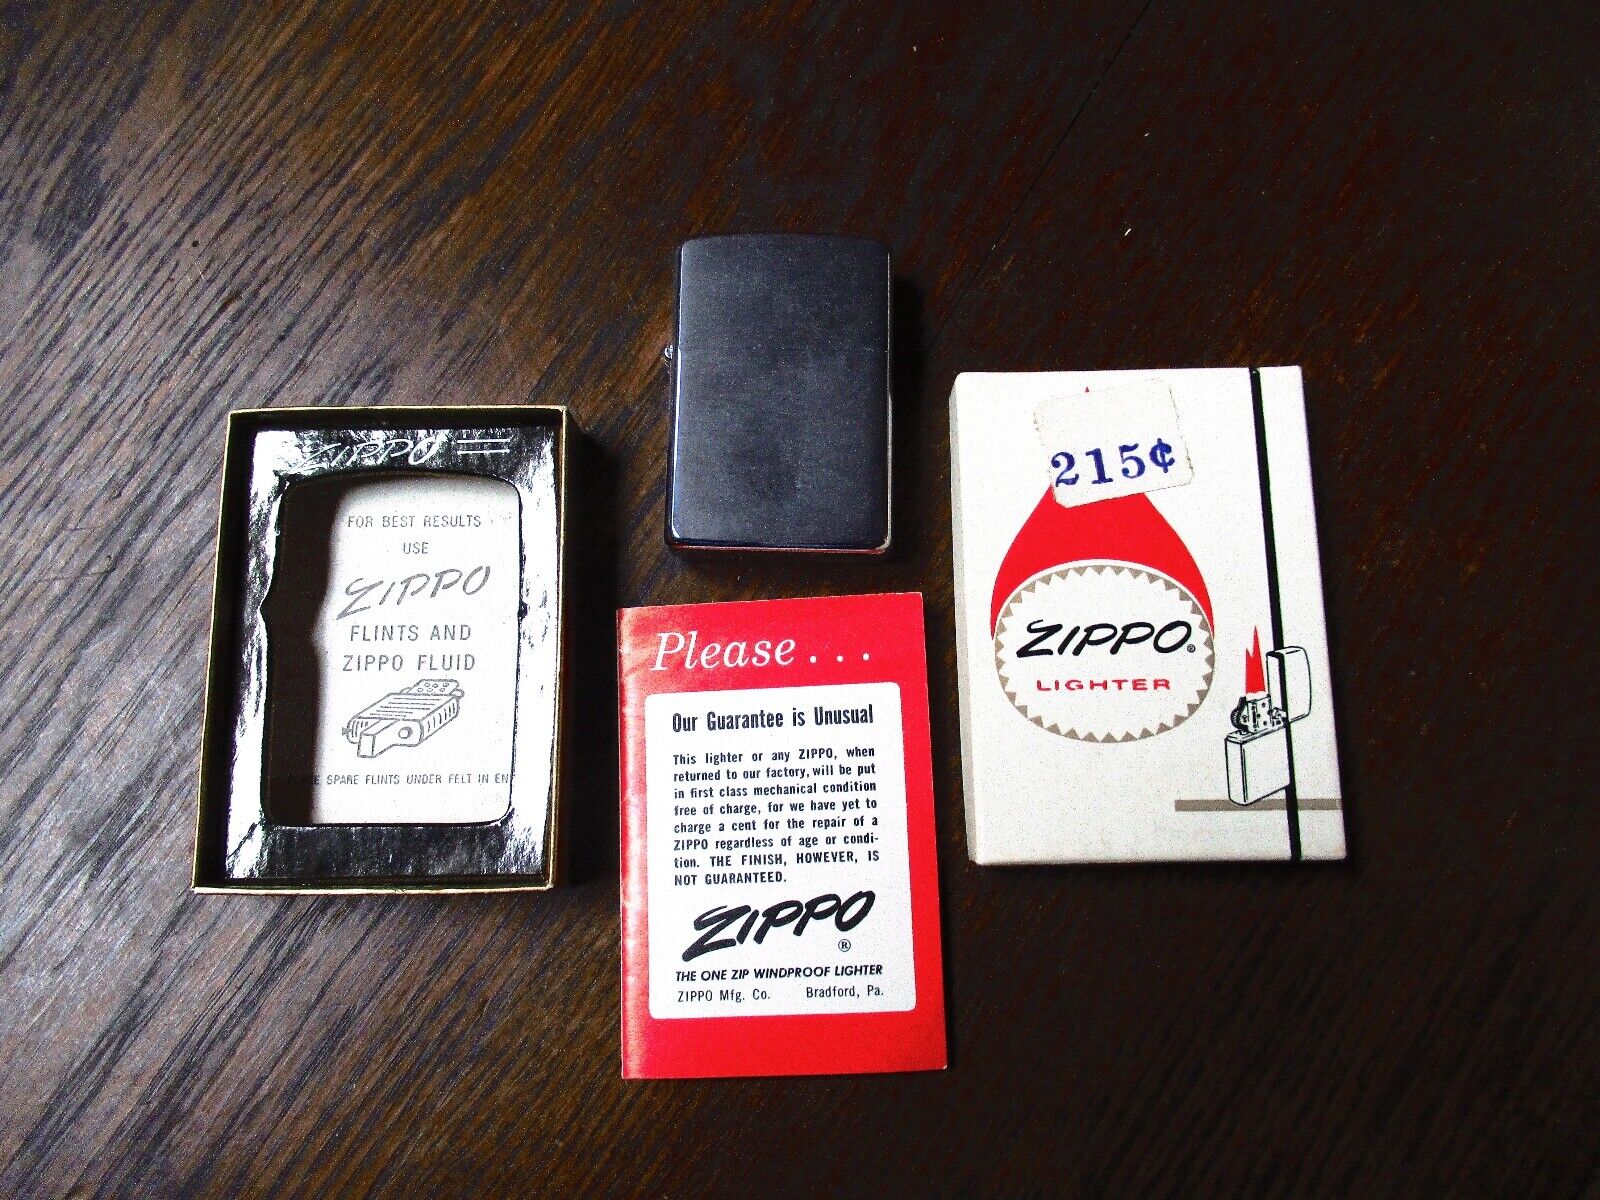 ZIPPO
FOR BEST RESULTS
USE
ZIPPO
FLINTS AND
ZIPPO FLUID
SPARE FLINTS UNDER FELT IN EN
Please...
Our Guarantee is Unusual
This lighter or any ZIPPO, when
returned to our factory, will be put
in first class mechanical condition
free of charge, for we have yet to
charge a cent for the repair of a
ZIPPO regardless of age or condi-
tion. THE FINISH, HOWEVER, IS
NOT GUARANTEED.
ZIPPO
®
THE ONE ZIP WINDPROOF LIGHTER
ZIPPO Mfg. Co. Bradford, Pa.
215¢
ZIPPO®
LIGHTER